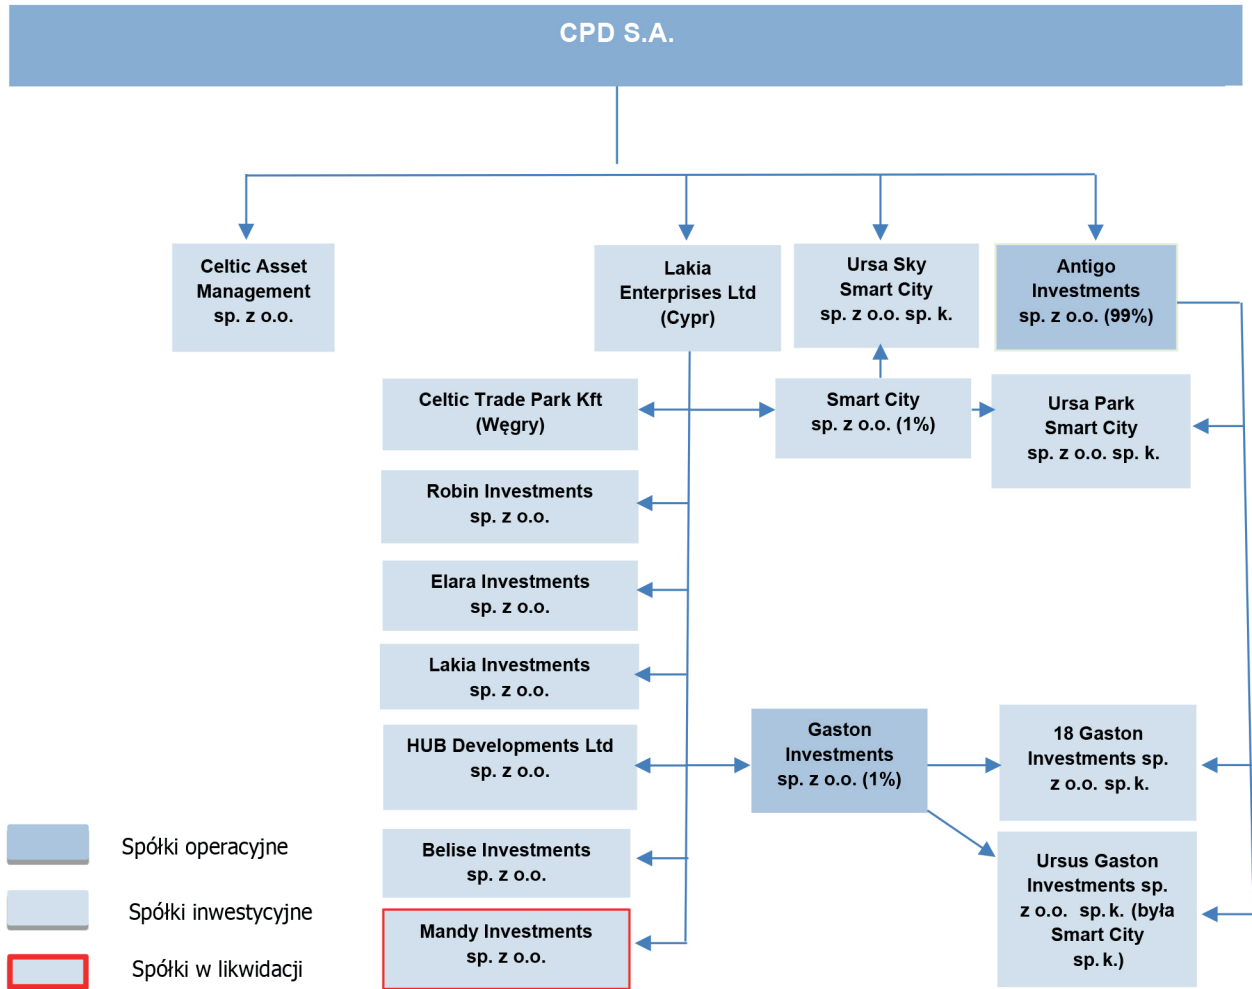 CPD S.A.
Celtic Asset
Management
sp. z o.o.
Lakia
Enterprises Ltd
(Cypr)
Ursa Sky
Smart City
sp. z o.o. sp. k.
Antigo
Investments
sp. z o.o. (99%)
Celtic Trade Park Kft
(Węgry)
Smart City
sp. z o.o. (1%)
Ursa Park
Smart City
sp. z o.o. sp. k.
Robin Investments
sp. z o.o.
Elara Investments
sp. z o.o.
Lakia Investments
sp. z o.o.
HUB Developments Ltd
sp. z o.o.
Gaston
Investments
sp. z o.o. (1%)
18 Gaston
Investments sp.
z o.o. sp. k.
Belise Investments
sp. z o.o.
Ursus Gaston
Investments sp.
z o.o. sp. k. (była
Smart City
sp. k.)
Mandy Investments
sp. z o.o.
Spółki operacyjne
Spółki inwestycyjne
Spółki w likwidacji